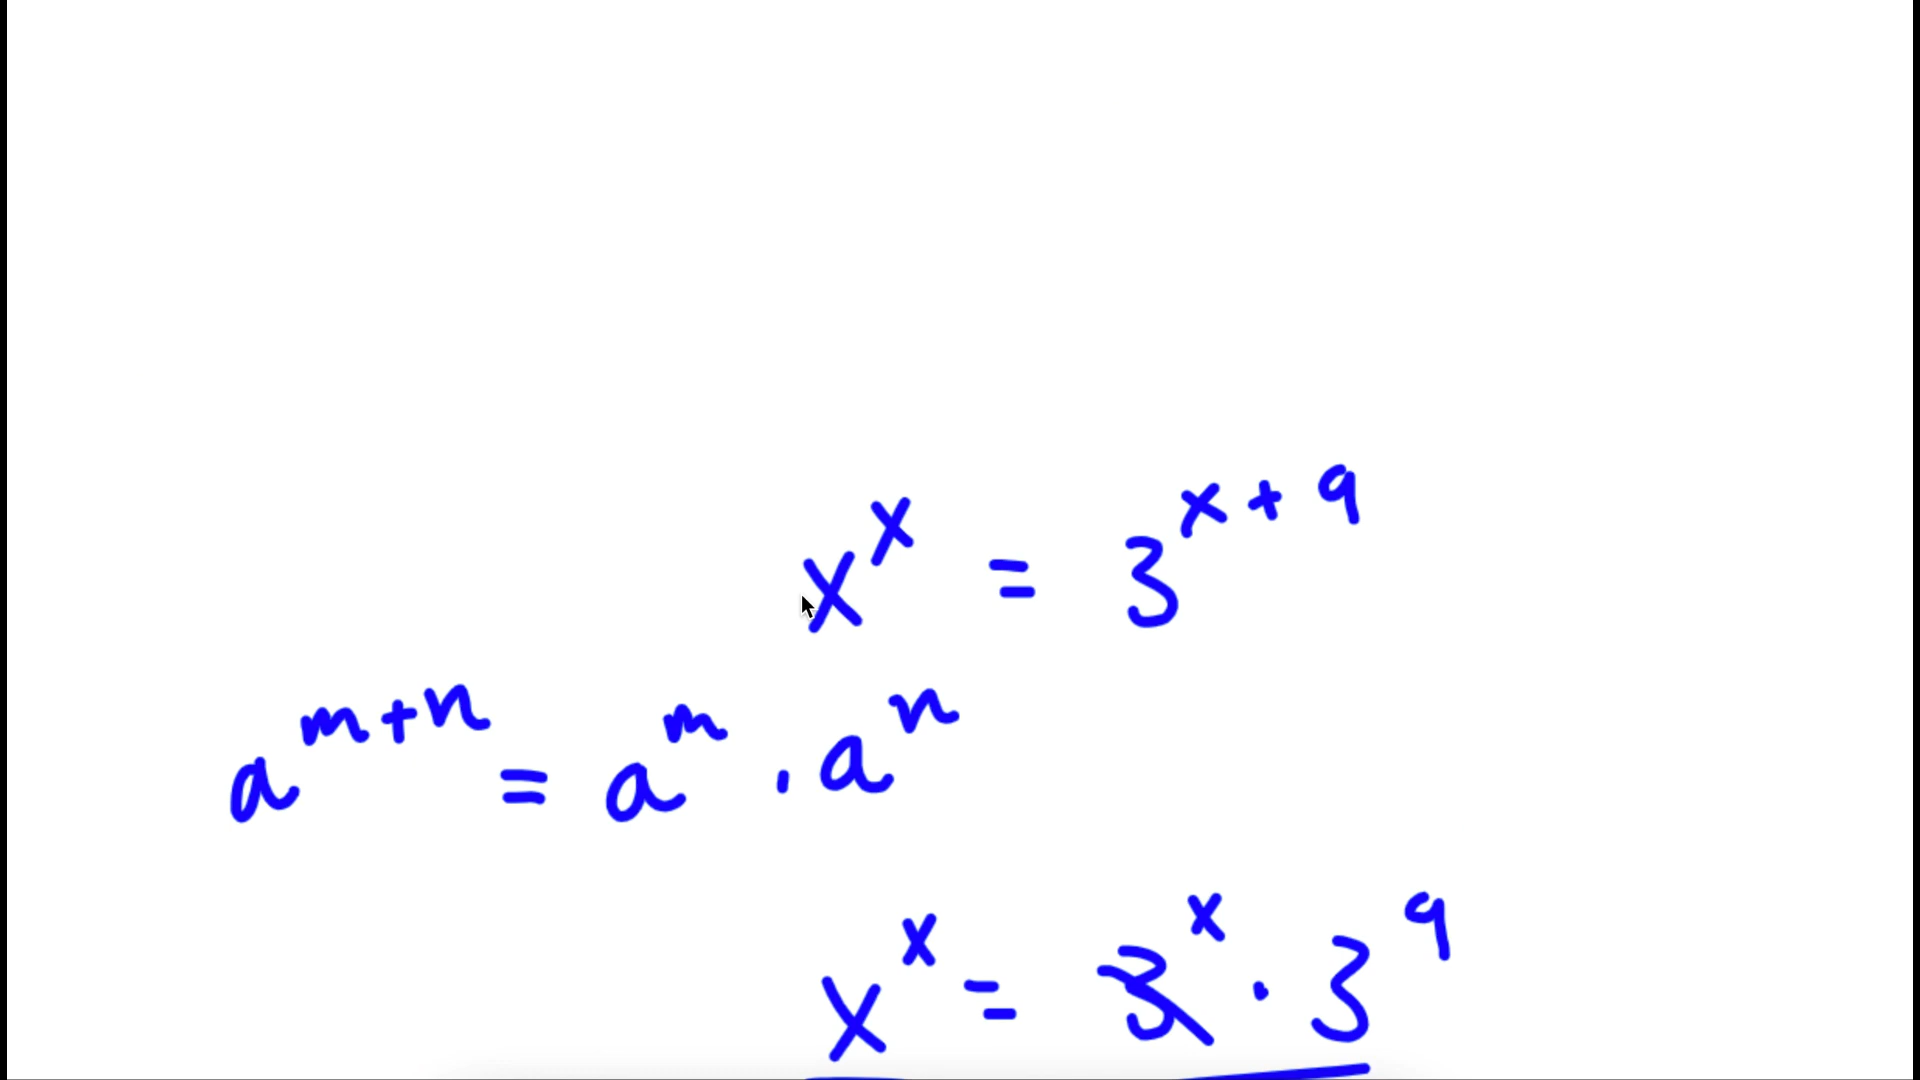 x^x = 3^{x+9}
a^{m+n} = a^m · a^n
x^x = 3^x · 3^9